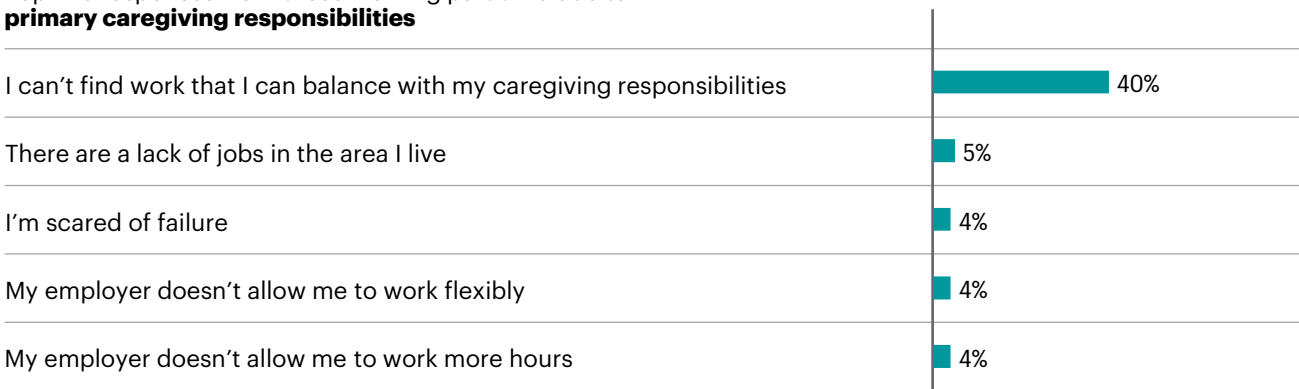 primary caregiving responsibilities
I can’t find work that I can balance with my caregiving responsibilities
40%
There are a lack of jobs in the area I live
5%
I’m scared of failure
4%
My employer doesn’t allow me to work flexibly
4%
My employer doesn’t allow me to work more hours
4%